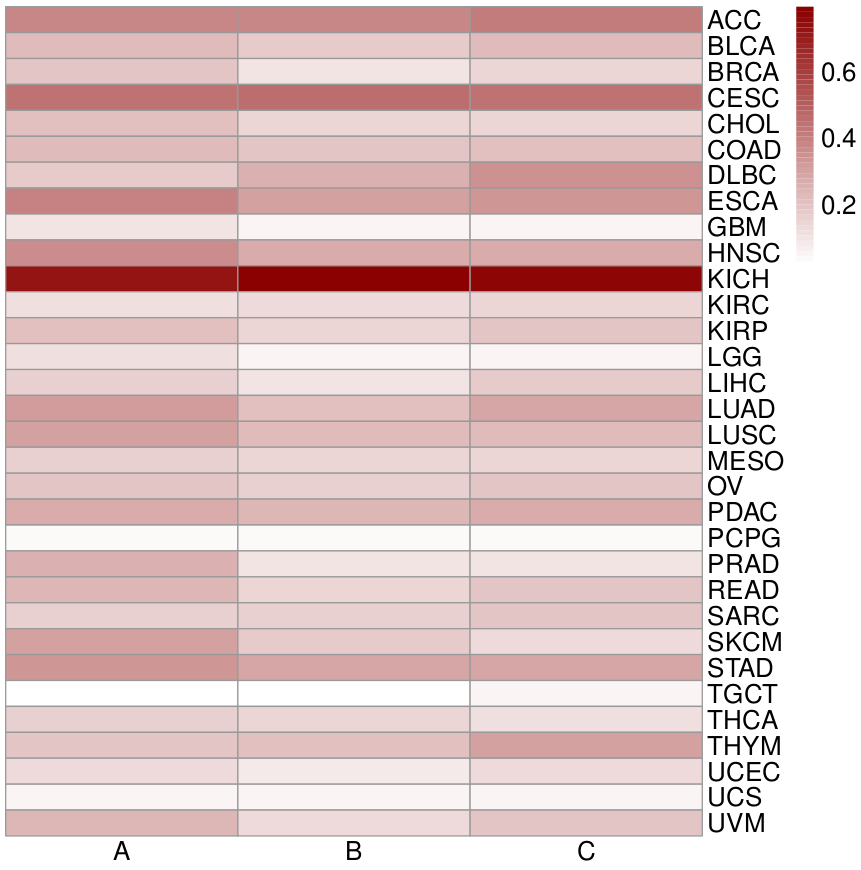 ACC
BLCA
BRCA
CESC
CHOL
COAD
DLBC
ESCA
GBM
HNSC
KICH
KIRC
KIRP
LGG
LIHC
LUAD
LUSC
MESO
OV
PDAC
PCPG
PRAD
READ
SARC
SKCM
STAD
TGCT
THCA
THYM
UCEC
UCS
UVM
A B C
0.6
0.4
0.2